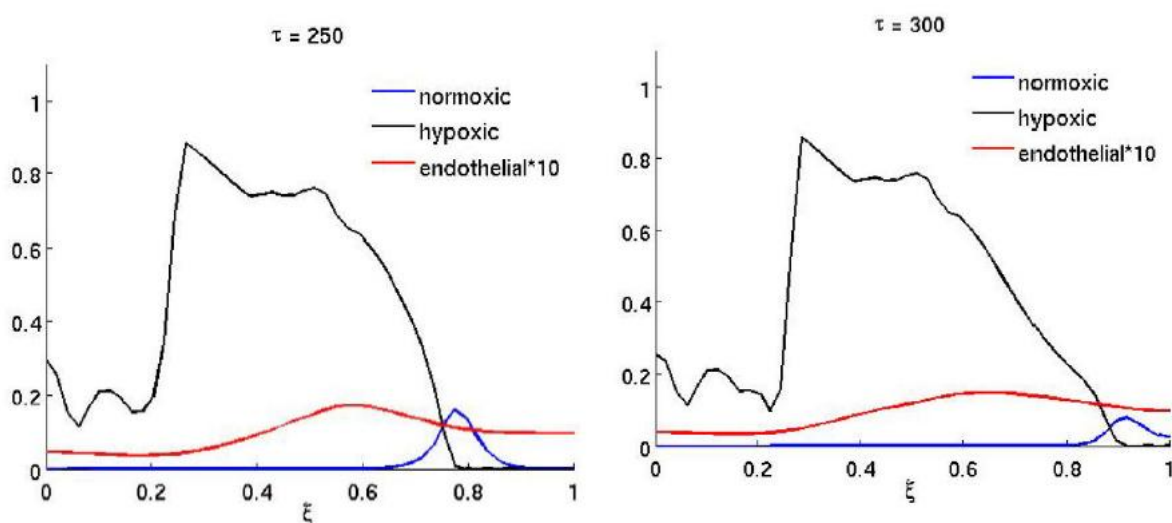 τ = 250
normoxic
hypoxic
endothelial*10
1
0.8
0.6
0.4
0.2
0
0 0.2 0.4 0.6 0.8 1
ξ
τ = 300
normoxic
hypoxic
endothelial*10
1
0.8
0.6
0.4
0.2
0
0 0.2 0.4 0.6 0.8 1
ξ